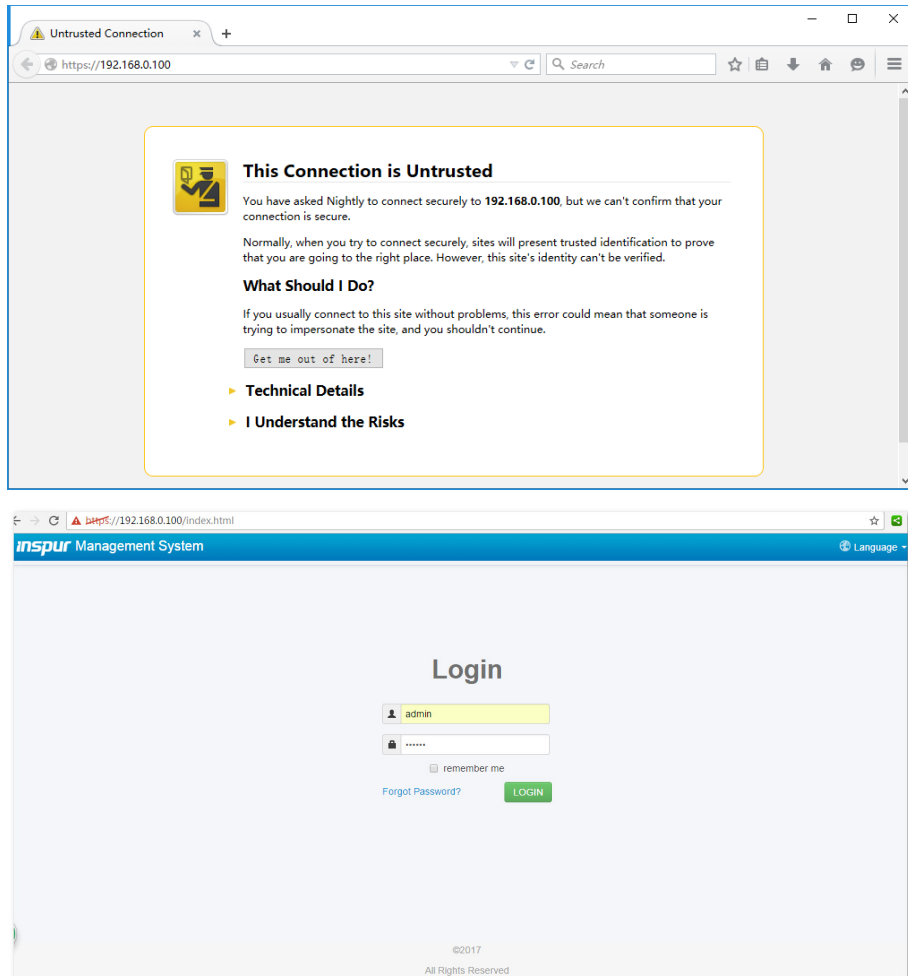 Untrusted Connection
https://192.168.0.100
Search
This Connection is Untrusted
You have asked Nightly to connect securely to 192.168.0.100, but we can't confirm that your
connection is secure.
Normally, when you try to connect securely, sites will present trusted identification to prove
that you are going to the right place. However, this site's identity can't be verified.
What Should I Do?
If you usually connect to this site without problems, this error could mean that someone is
trying to impersonate the site, and you shouldn't continue.
Get me out of here!
Technical Details
I Understand the Risks
https://192.168.0.100/index.html
inspur Management System
Language
Login
admin
remember me
Forgot Password?
LOGIN
©2017
All Rights Reserved